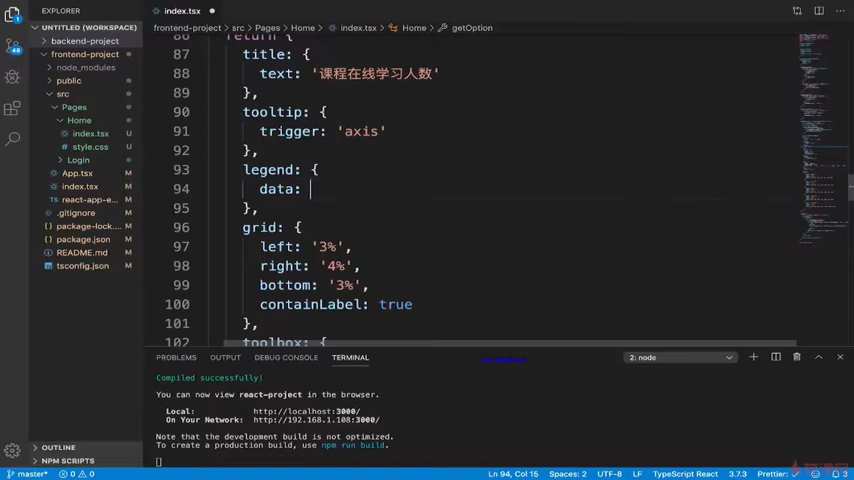 EXPLORER
index.tsx
UNTITLED (WORKSPACE)
backend-project
frontend-project
node_modules
public
src
Pages
Home
index.tsx U
style.css U
Login
App.tsx
index.tsx
react-app-e...
.gitignore
package-lock....
package.json
README.md
tsconfig.json
OUTLINE
NPM SCRIPTS
1
48
frontend-project > src > Pages > Home > index.tsx > Home > getOption
86 return {
87 title: {
88 text: '课程在线学习人数'
89 },
90 tooltip: {
91 trigger: 'axis'
92 },
93 legend: {
94 data:
95 },
96 grid: {
97 left: '3%',
98 right: '4%',
99 bottom: '3%',
100 containLabel: true
101 },
102 toolbox: {
PROBLEMS OUTPUT DEBUG CONSOLE TERMINAL
2: node
Compiled successfully!
You can now view react-project in the browser.
Local: http://localhost:3000/
On Your Network: http://192.168.1.108:3000/
Note that the development build is not optimized.
To create a production build, use npm run build.
master* 0 0 Ln 94, Col 15 Spaces: 2 UTF-8 LF TypeScript React 3.7.3 Prettier 3